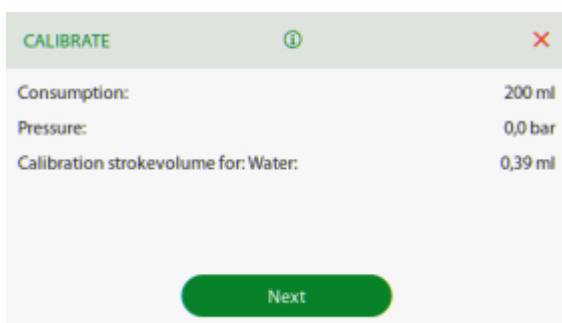 CALIBRATE
Consumption: 200 ml
Pressure: 0,0 bar
Calibration strokevolume for: Water: 0,39 ml
Next